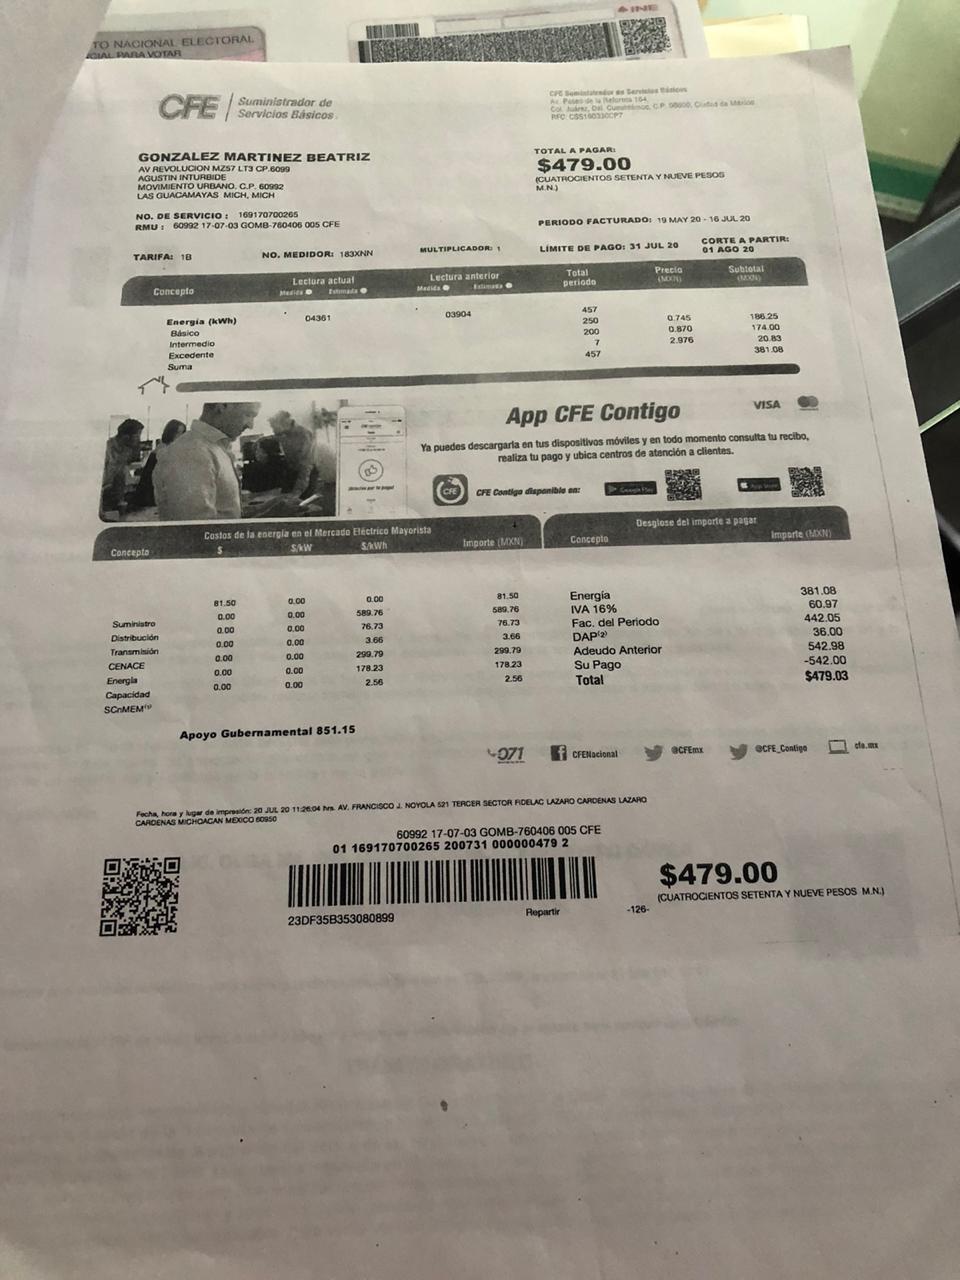 TO NACIONAL ELECTORAL
CIAL PARA VOTAR
INE
CFE
Suministrador de
Servicios Básicos
CFE Suministrador de Servicios Básicos
Av. Paseo de la Reforma 164,
Col. Juárez, Del. Cuauhtémoc, C.P. 06600, Ciudad de México
RFC: CSS160330CP7
GONZALEZ MARTINEZ BEATRIZ
AV REVOLUCION MZ57 LT3 CP.6099
AGUSTIN INTURBIDE
MOVIMIENTO URBANO. C.P. 60992
LAS GUACAMAYAS MICH, MICH
TOTAL A PAGAR:
$479.00
(CUATROCIENTOS SETENTA Y NUEVE PESOS
M.N.)
NO. DE SERVICIO : 169170700265
RMU : 60992 17-07-03 GOMB-760406 005 CFE
PERIODO FACTURADO: 19 MAY 20 - 16 JUL 20
TARIFA: 1B
NO. MEDIDOR: 183XNN
MULTIPLICADOR: 1
LÍMITE DE PAGO: 31 JUL 20
CORTE A PARTIR:
01 AGO 20
Concepto
Lectura actual
Medida Estimada
Lectura anterior
Medida Estimada
Total
periodo
Precio
(MXN)
Subtotal
(MXN)
Energía (kWh) 04361 03904 457
Básico 250 0.745 186.25
Intermedio 200 0.870 174.00
Excedente 7 2.976 20.83
Suma 457 381.08
App CFE Contigo
VISA
Ya puedes descargarla en tus dispositivos móviles y en todo momento consulta tu recibo,
realiza tu pago y ubica centros de atención a clientes.
CFE
CFE Contigo disponible en:
Google Play
App Store
Costos de la energía en el Mercado Eléctrico Mayorista
Concepto $ $/kW $/kWh Importe (MXN)
Suministro 81.50 0.00 0.00 81.50
Distribución 0.00 0.00 589.76 589.76
Transmisión 0.00 0.00 76.73 76.73
CENACE 0.00 0.00 3.66 3.66
Energía 0.00 0.00 299.79 299.79
Capacidad 0.00 0.00 178.23 178.23
SCnMEM(1) 0.00 0.00 2.56 2.56
Desglose del importe a pagar
Concepto Importe (MXN)
Energía 381.08
IVA 16% 60.97
Fac. del Periodo 442.05
DAP(2) 36.00
Adeudo Anterior 542.98
Su Pago -542.00
Total $479.03
Apoyo Gubernamental 851.15
071
CFENacional
@CFEmx
@CFE_Contigo
cfe.mx
Fecha, hora y lugar de impresión: 20 JUL 20 11:26:04 hrs. AV. FRANCISCO J. NOYOLA 521 TERCER SECTOR FIDELAC LAZARO CARDENAS LAZARO
CARDENAS MICHOACAN MEXICO 60950
60992 17-07-03 GOMB-760406 005 CFE
01 169170700265 200731 000000479 2
23DF35B353080899
Repartir
-126-
$479.00
(CUATROCIENTOS SETENTA Y NUEVE PESOS M.N.)